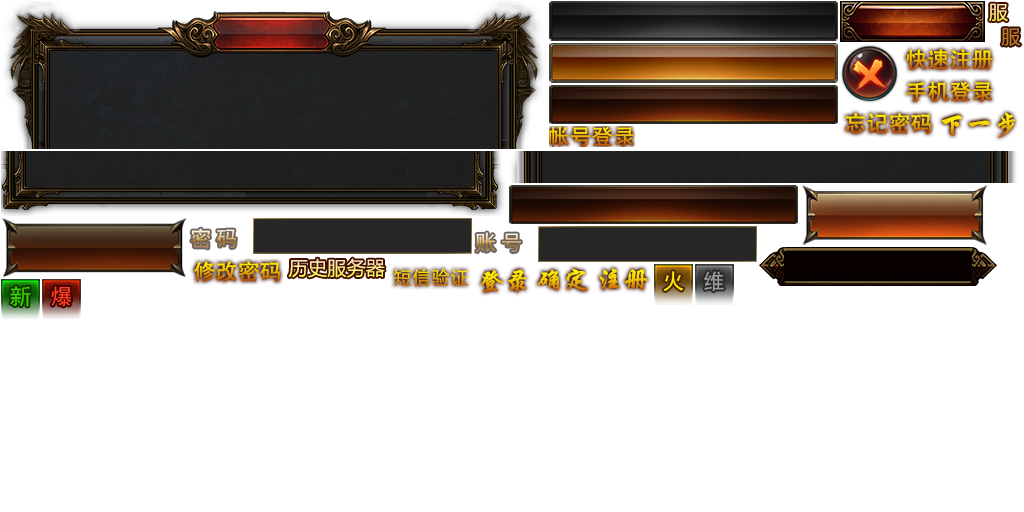 服
服
快速注册
手机登录
忘记密码
下一步
帐号登录
密码
账号
修改密码
历史服务器
短信验证
登录
确定
注册
火
维
新
爆